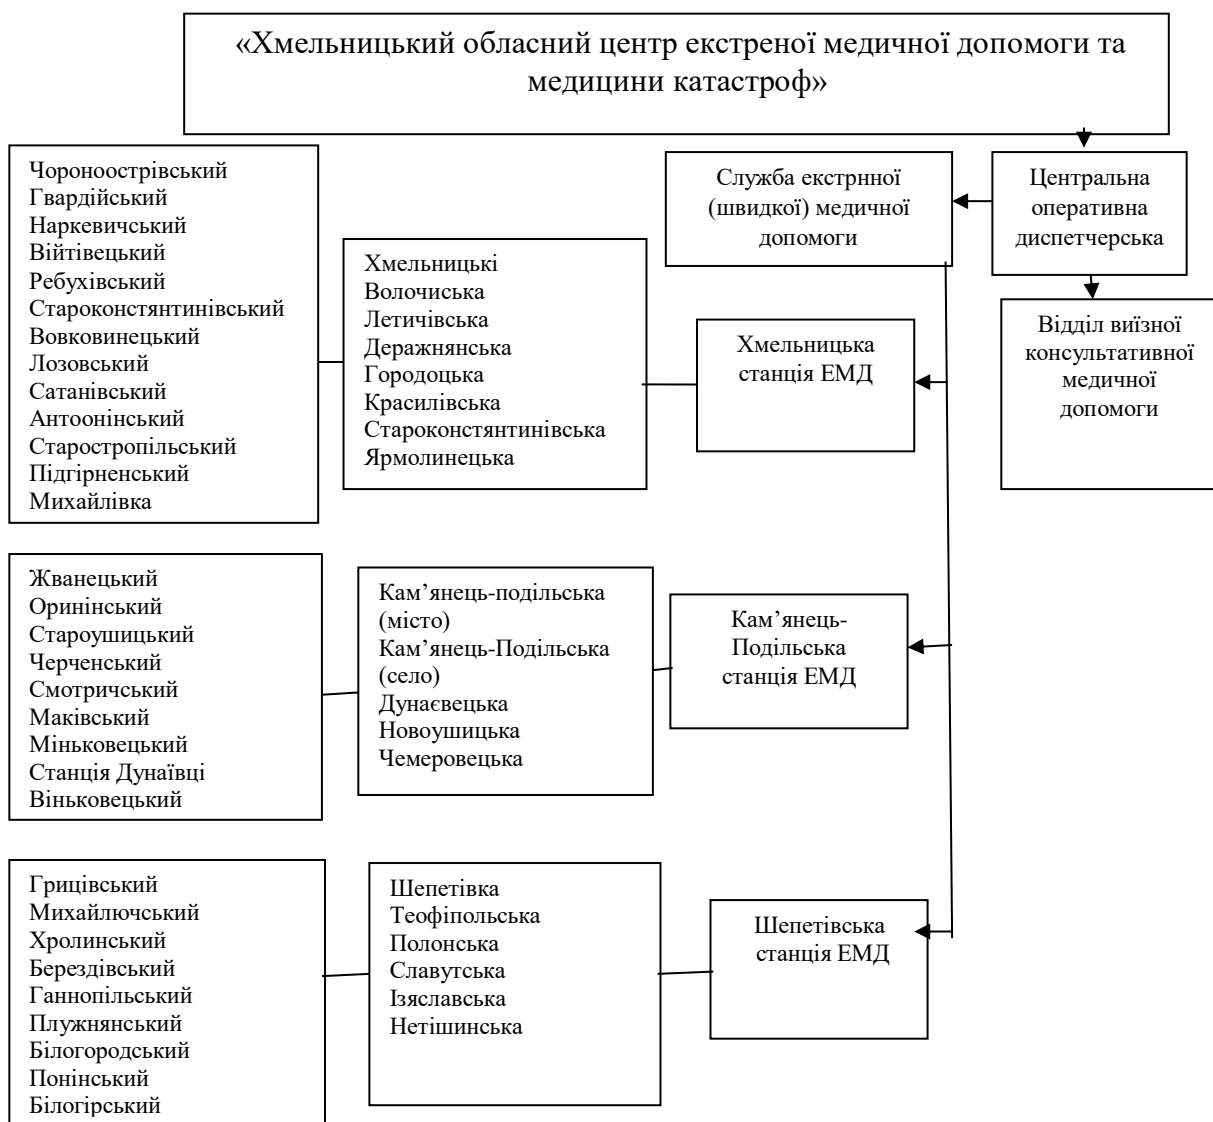 «Хмельницький обласний центр екстреної медичної допомоги та
медицини катастроф»
Чороноострівський
Гвардійський
Наркевичський
Війтівецький
Ребухівський
Староконстянтинівський
Вовковинецький
Лозовський
Сатанівський
Антоонінський
Старостропільський
Підгірненський
Михайлівка
Хмельницькі
Волочиська
Летичівська
Деражнянська
Городоцька
Красилівська
Староконстянтинівська
Ярмолинецька
Служба екстрнної
(швидкої) медичної
допомоги
Центральна
оперативна
диспетчерська
Хмельницька
станція ЕМД
Відділ виїзної
консультативної
медичної
допомоги
Жванецький
Оринінський
Староушицький
Черченський
Смотричський
Маківський
Міньковецький
Станція Дунаївці
Віньковецький
Кам’янець-подільська
(місто)
Кам’янець-Подільська
(село)
Дунаєвецька
Новоушицька
Чемеровецька
Кам’янець-
Подільська
станція ЕМД
Грицівський
Михайлючський
Хролинський
Берездівський
Ганнопільський
Плужнянський
Білогородський
Понінський
Білогірський
Шепетівка
Теофіпольська
Полонська
Славутська
Ізяславська
Нетішинська
Шепетівська
станція ЕМД